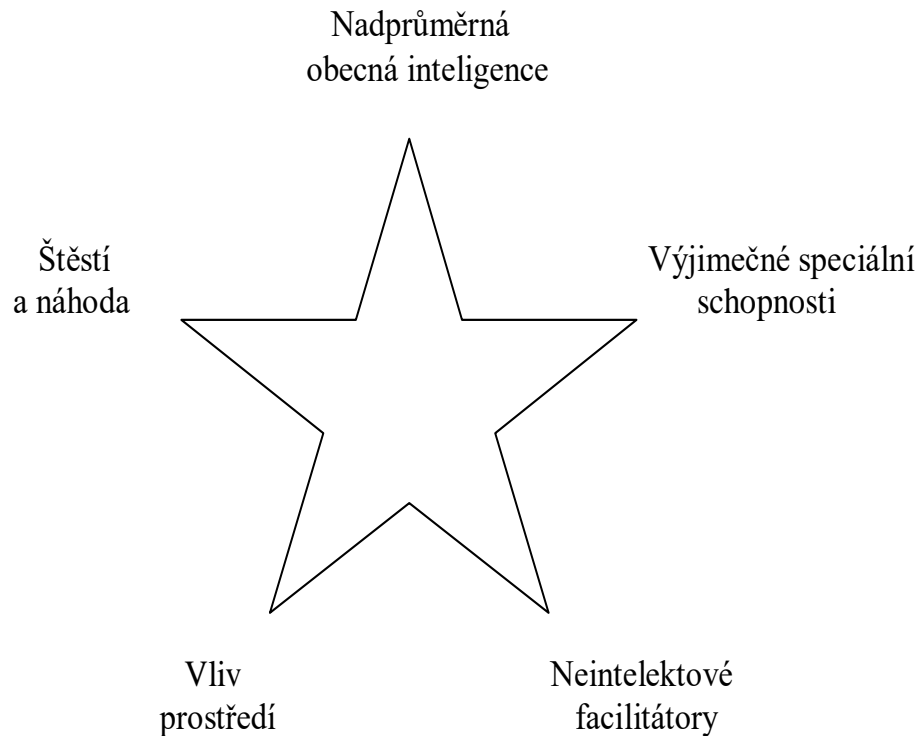 Nadprůměrná
obecná inteligence
Štěstí
a náhoda
Výjimečné speciální
schopnosti
Vliv
prostředí
Neintelektové
facilitátory